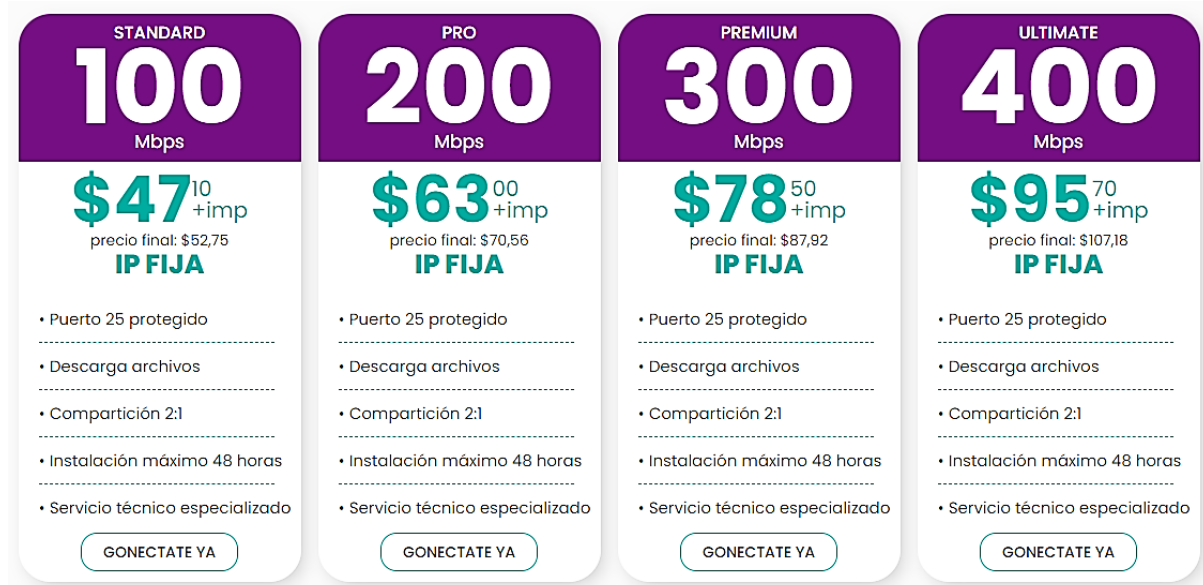 STANDARD
100
Mbps
$47 10
+imp
precio final: $52,75
IP FIJA
• Puerto 25 protegido
• Descarga archivos
• Compartición 2:1
• Instalación máximo 48 horas
• Servicio técnico especializado
GONECTATE YA
PRO
200
Mbps
$63 00
+imp
precio final: $70,56
IP FIJA
• Puerto 25 protegido
• Descarga archivos
• Compartición 2:1
• Instalación máximo 48 horas
• Servicio técnico especializado
GONECTATE YA
PREMIUM
300
Mbps
$78 50
+imp
precio final: $87,92
IP FIJA
• Puerto 25 protegido
• Descarga archivos
• Compartición 2:1
• Instalación máximo 48 horas
• Servicio técnico especializado
GONECTATE YA
ULTIMATE
400
Mbps
$95 70
+imp
precio final: $107,18
IP FIJA
• Puerto 25 protegido
• Descarga archivos
• Compartición 2:1
• Instalación máximo 48 horas
• Servicio técnico especializado
GONECTATE YA